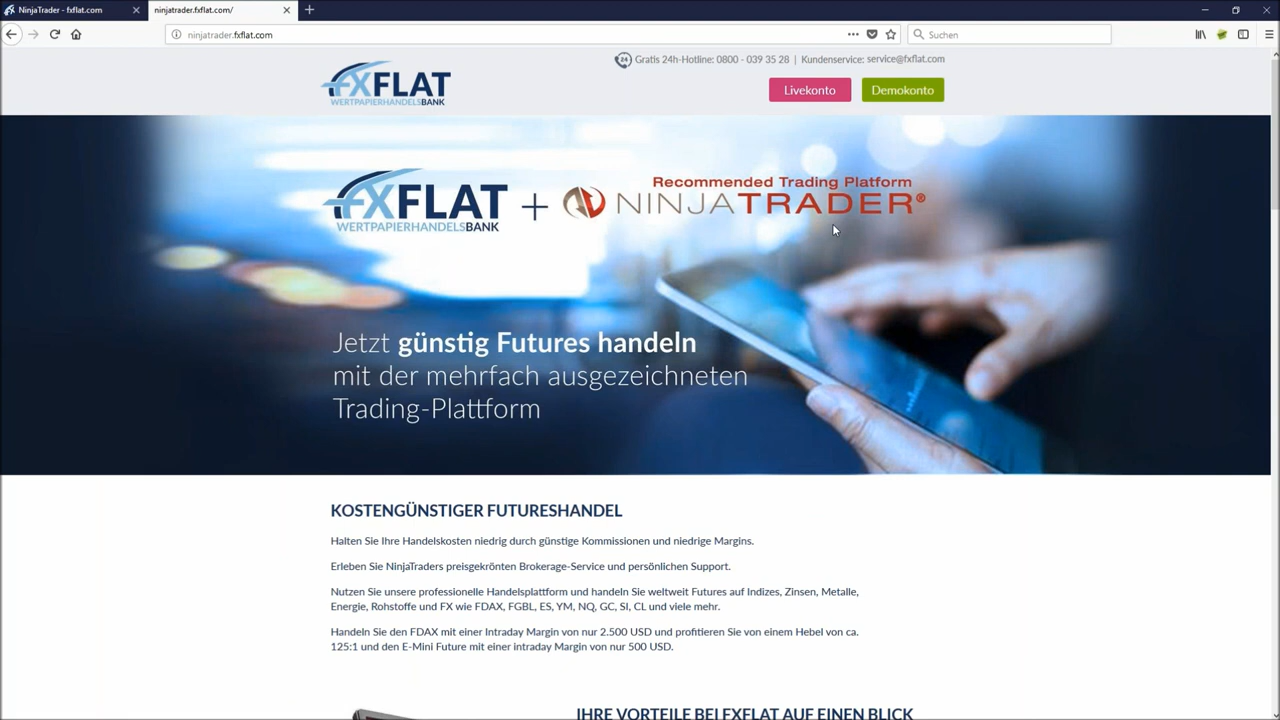 NinjaTrader - fxflat.com
ninjatrader.fxflat.com/
ninjatrader.fxflat.com
Suchen
24 Gratis 24h-Hotline: 0800 - 039 35 28 | Kundenservice: service@fxflat.com
FXFLAT
WERTPAPIERHANDELSBANK
Livekonto
Demokonto
FXFLAT
WERTPAPIERHANDELSBANK
+
Recommended Trading Platform
NINJATRADER®
Jetzt günstig Futures handeln
mit der mehrfach ausgezeichneten
Trading-Plattform
KOSTENGÜNSTIGER FUTURESHANDEL
Halten Sie Ihre Handelskosten niedrig durch günstige Kommissionen und niedrige Margins.
Erleben Sie NinjaTraders preisgekrönten Brokerage-Service und persönlichen Support.
Nutzen Sie unsere professionelle Handelsplattform und handeln Sie weltweit Futures auf Indizes, Zinsen, Metalle,
Energie, Rohstoffe und FX wie FDAX, FGBL, ES, YM, NQ, GC, SI, CL und viele mehr.
Handeln Sie den FDAX mit einer Intraday Margin von nur 2.500 USD und profitieren Sie von einem Hebel von ca.
125:1 und den E-Mini Future mit einer intraday Margin von nur 500 USD.
IHRE VORTEILE BEI FXFLAT AUF EINEN BLICK